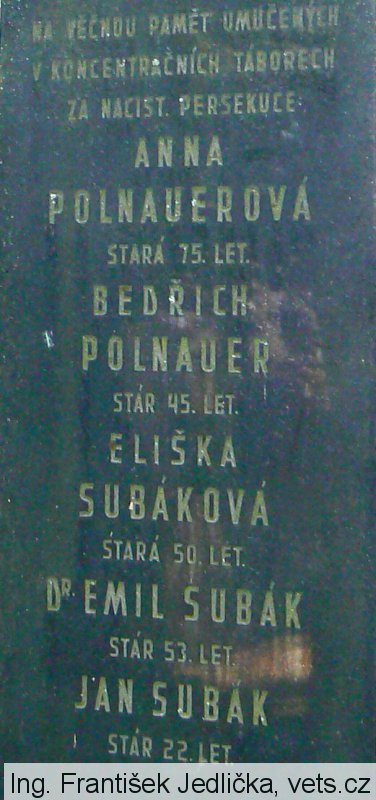 NA VĚČNOU PAMĚT UMUČENÝCH
V KONCENTRAČNÍCH TÁBORECH
ZA NACIST. PERSEKUCE
ANNA
POLNAUEROVÁ
STARÁ 75. LET.
BEDŘICH
POLNAUER
STÁR 45. LET.
ELIŠKA
SUBÁKOVÁ
STARÁ 50. LET.
DR. EMIL SUBÁK
STÁR 53. LET.
JAN SUBÁK
STÁR 22. LET.
Ing. František Jedlička, vets.cz